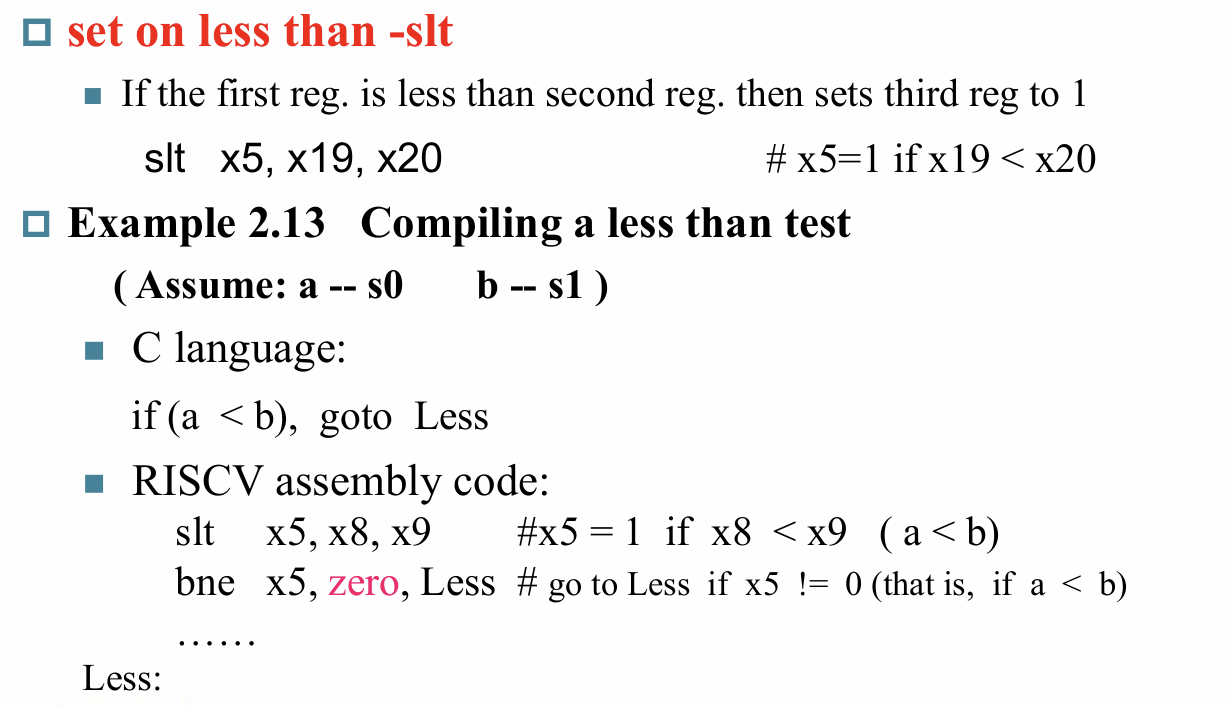 set on less than -slt
If the first reg. is less than second reg. then sets third reg to 1
slt x5, x19, x20 # x5=1 if x19 < x20
Example 2.13 Compiling a less than test
( Assume: a -- s0 b -- s1 )
C language:
if (a < b), goto Less
RISCV assembly code:
slt x5, x8, x9 #x5 = 1 if x8 < x9 ( a < b)
bne x5, zero, Less # go to Less if x5 != 0 (that is, if a < b)
……
Less: